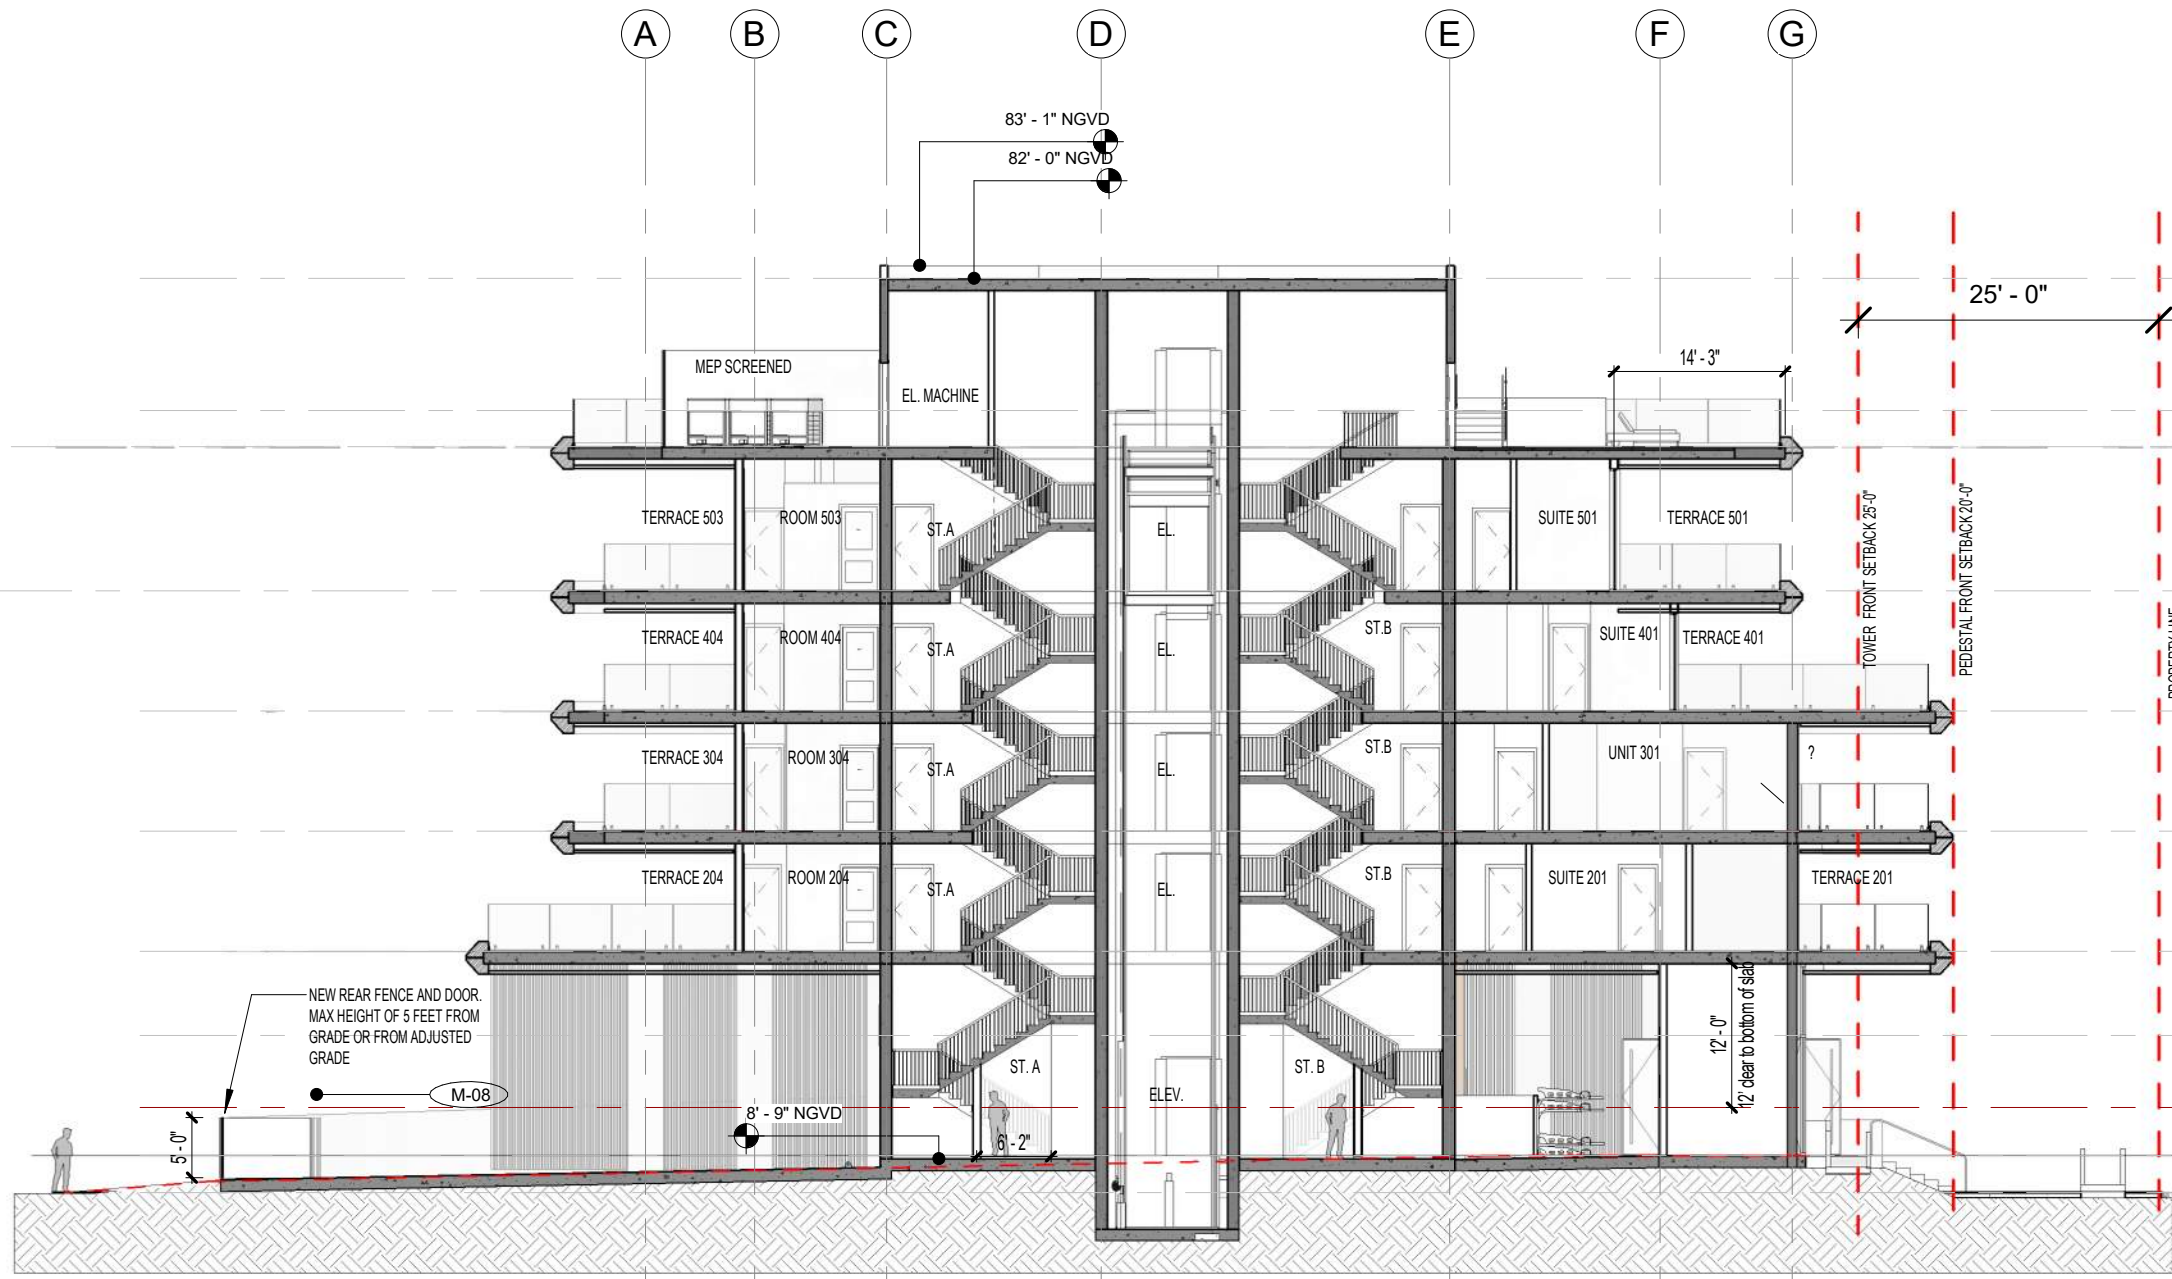 A B C D E F G
83' - 1" NGVD
82' - 0" NGVD
25' - 0"
14' - 3"
MEP SCREENED
EL. MACHINE
TERRACE 503
ROOM 503
ST.A
EL.
SUITE 501
TERRACE 501
TOWER FRONT SETBACK 25'-0"
PEDESTAL FRONT SETBACK 20'-0"
PROPERTY LINE
TERRACE 404
ROOM 404
ST.A
EL.
ST.B
SUITE 401
TERRACE 401
TERRACE 304
ROOM 304
ST.A
EL.
ST.B
UNIT 301
?
TERRACE 204
ROOM 204
ST.A
EL.
ST.B
SUITE 201
TERRACE 201
NEW REAR FENCE AND DOOR.
MAX HEIGHT OF 5 FEET FROM
GRADE OR FROM ADJUSTED
GRADE
M-08
5' - 0"
8' - 9" NGVD
6' - 2"
ST. A
ELEV.
ST. B
12' - 0"
12' clear to bottom of slab